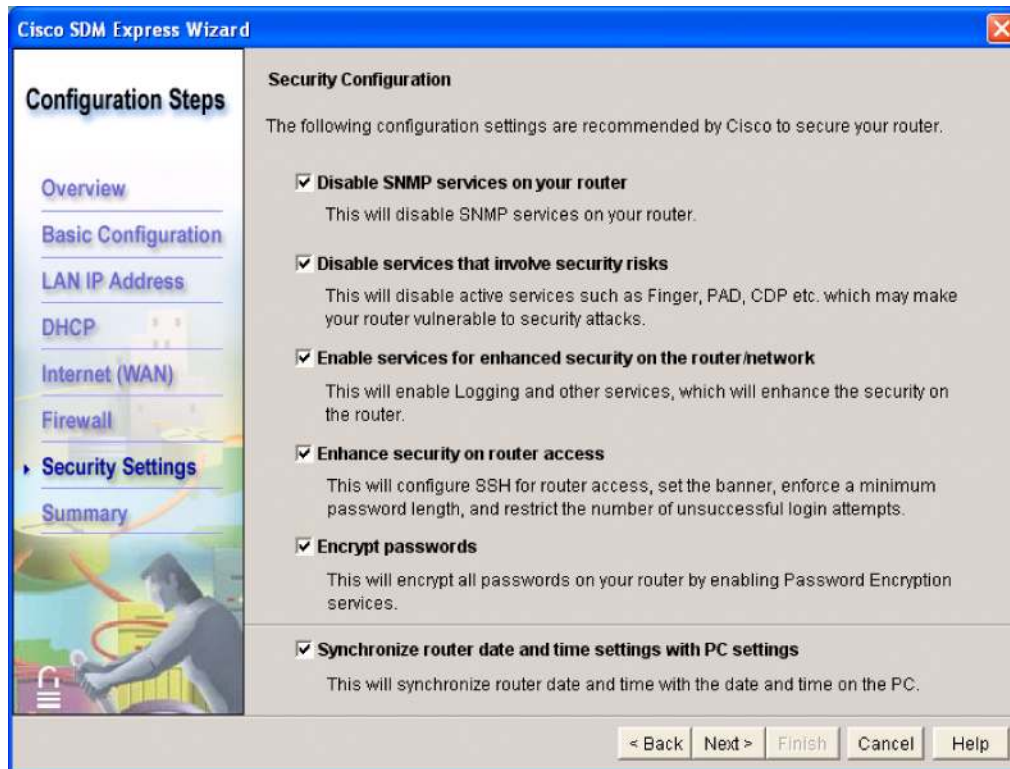 Cisco SDM Express Wizard
Configuration Steps
Overview
Basic Configuration
LAN IP Address
DHCP
Internet (WAN)
Firewall
Security Settings
Summary
Security Configuration
The following configuration settings are recommended by Cisco to secure your router.
Disable SNMP services on your router
This will disable SNMP services on your router.
Disable services that involve security risks
This will disable active services such as Finger, PAD, CDP etc. which may make
your router vulnerable to security attacks.
Enable services for enhanced security on the router/network
This will enable Logging and other services, which will enhance the security on
the router.
Enhance security on router access
This will configure SSH for router access, set the banner, enforce a minimum
password length, and restrict the number of unsuccessful login attempts.
Encrypt passwords
This will encrypt all passwords on your router by enabling Password Encryption
services.
Synchronize router date and time settings with PC settings
This will synchronize router date and time with the date and time on the PC.
< Back Next > Finish Cancel Help